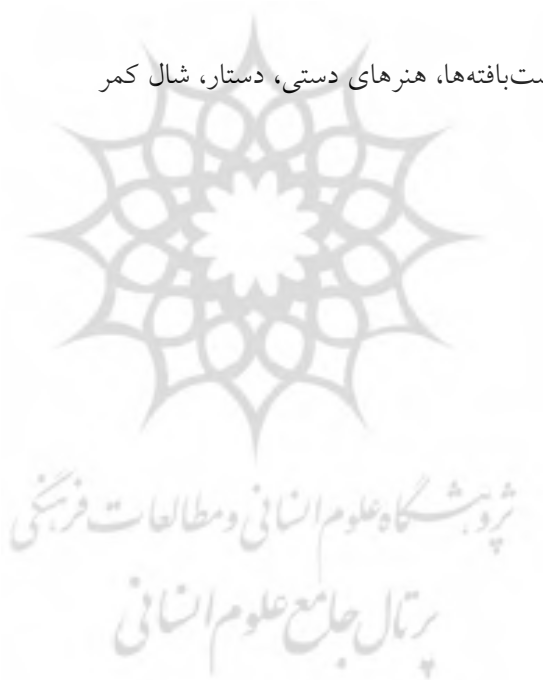 ست‌بافته‌ها، هنرهای دستی، دستار، شال کمر
پژوهشگاه علوم انسانی و مطالعات فرهنگی
پرتال جامع علوم انسانی